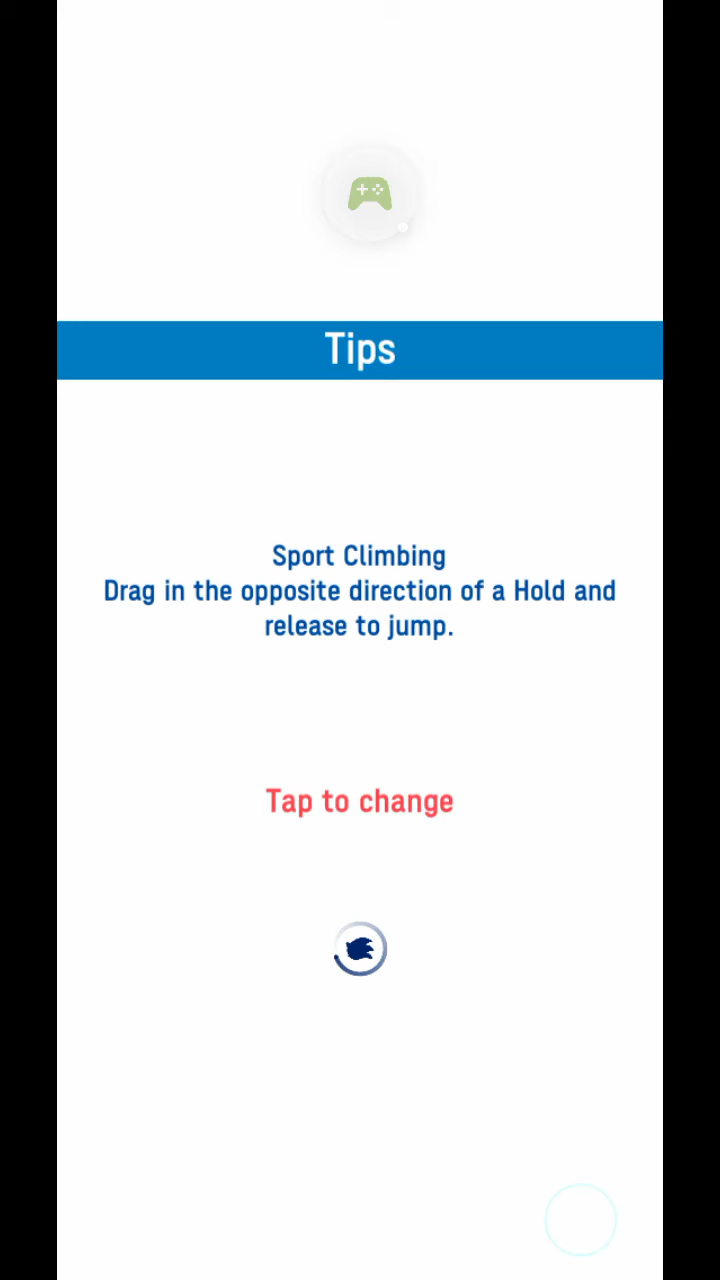 Tips
Sport Climbing
Drag in the opposite direction of a Hold and
release to jump.
Tap to change